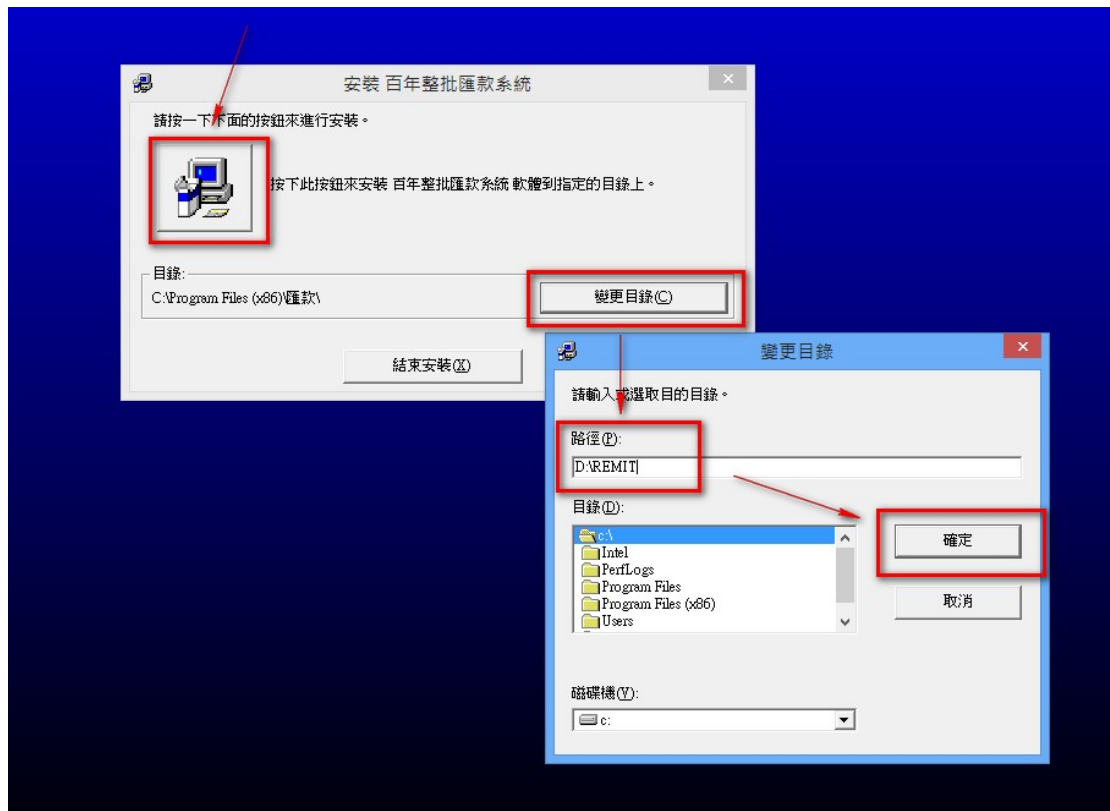 安裝 百年整批匯款系統
請按一下下面的按鈕來進行安裝。
按下此按鈕來安裝 百年整批匯款系統 軟體到指定的目錄上。
目錄:
C:\Program Files (x86)\匯款\
變更目錄(C)
結束安裝(X)
變更目錄
請輸入或選取目的目錄。
路徑(P):
D:\REMIT
目錄(D):
c:\
Intel
PerfLogs
Program Files
Program Files (x86)
Users
確定
取消
磁碟機(V):
c: